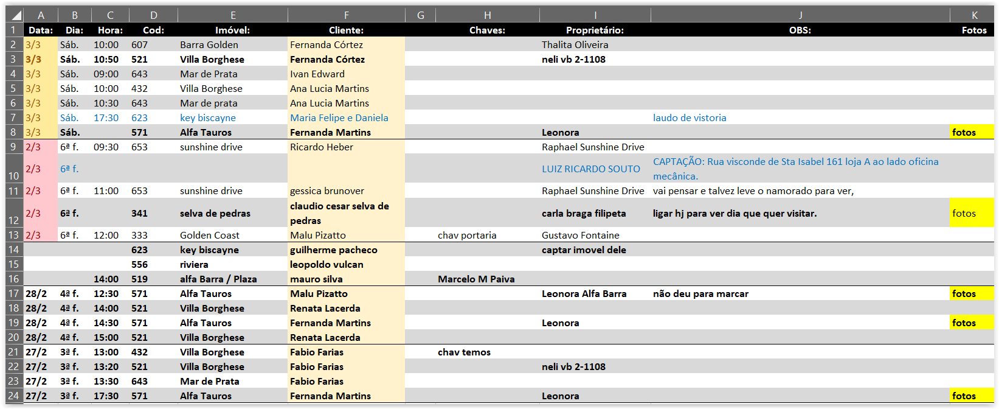 A B C D E F G H I J K
1 Data: Dia: Hora: Cod: Imóvel: Cliente: Chaves: Proprietário: OBS: Fotos
2 3/3 Sáb. 10:00 607 Barra Golden Fernanda Córtez Thalita Oliveira
3 3/3 Sáb. 10:50 521 Villa Borghese Fernanda Córtez neli vb 2-1108
4 3/3 Sáb. 09:00 643 Mar de Prata Ivan Edward
5 3/3 Sáb. 10:00 432 Villa Borghese Ana Lucia Martins
6 3/3 Sáb. 10:30 643 Mar de prata Ana Lucia Martins
7 3/3 Sáb. 17:30 623 key biscayne Maria Felipe e Daniela laudo de vistoria
8 3/3 Sáb. 571 Alfa Tauros Fernanda Martins Leonora fotos
9 2/3 6ª f. 09:30 653 sunshine drive Ricardo Heber Raphael Sunshine Drive
10 2/3 6ª f. LUIZ RICARDO SOUTO CAPTAÇÃO: Rua visconde de Sta Isabel 161 loja A ao lado oficina
mecânica.
11 2/3 6ª f. 11:00 653 sunshine drive gessica brunover Raphael Sunshine Drive vai pensar e talvez leve o namorado para ver,
12 2/3 6ª f. 341 selva de pedras claudio cesar selva de
pedras carla braga filipeta ligar hj para ver dia que quer visitar. fotos
13 2/3 6ª f. 12:00 333 Golden Coast Malu Pizatto chav portaria Gustavo Fontaine
14 623 key biscayne guilherme pacheco captar imovel dele
15 556 riviera leopoldo vulcan
16 14:00 519 alfa Barra / Plaza mauro silva Marcelo M Paiva
17 28/2 4ª f. 12:30 571 Alfa Tauros Malu Pizatto Leonora Alfa Barra não deu para marcar fotos
18 28/2 4ª f. 14:00 521 Villa Borghese Renata Lacerda
19 28/2 4ª f. 14:30 571 Alfa Tauros Fernanda Martins Leonora fotos
20 28/2 4ª f. 15:00 521 Villa Borghese Renata Lacerda
21 27/2 3ª f. 13:00 432 Villa Borghese Fabio Farias chav temos
22 27/2 3ª f. 13:20 521 Villa Borghese Fabio Farias neli vb 2-1108
23 27/2 3ª f. 13:30 643 Mar de Prata Fabio Farias
24 27/2 3ª f. 17:30 571 Alfa Tauros Fernanda Martins Leonora fotos